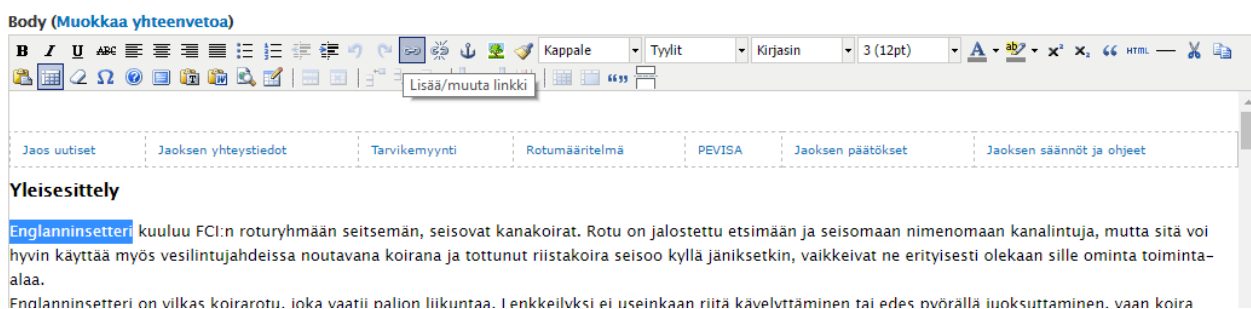 Body (Muokkaa yhteenvetoa)
B I U ABC Kappale Tyylit Kirjasin 3 (12pt) A ab x² x₂ HTML
Lisää/muuta linkki
Jaos uutiset Jaoksen yhteystiedot Tarvikemyynti Rotumääritelmä PEVISA Jaoksen päätökset Jaoksen säännöt ja ohjeet
Yleisesittely
Englanninsetteri kuuluu FCI:n roturyhmään seitsemän, seisovat kanakoirat. Rotu on jalostettu etsimään ja seisomaan nimenomaan kanalintuja, mutta sitä voi
hyvin käyttää myös vesilintujahdeissa noutavana koirana ja tottunut riistakoira seisoo kyllä jäniksetkin, vaikkeivat ne erityisesti olekaan sille ominta toiminta-
alaa.
Englanninsetteri on vilkas koirarotu, joka vaatii paljon liikuntaa. Lenkkeilyksi ei useinkaan riitä kävelyttäminen tai edes pyörällä juoksuttaminen, vaan koira